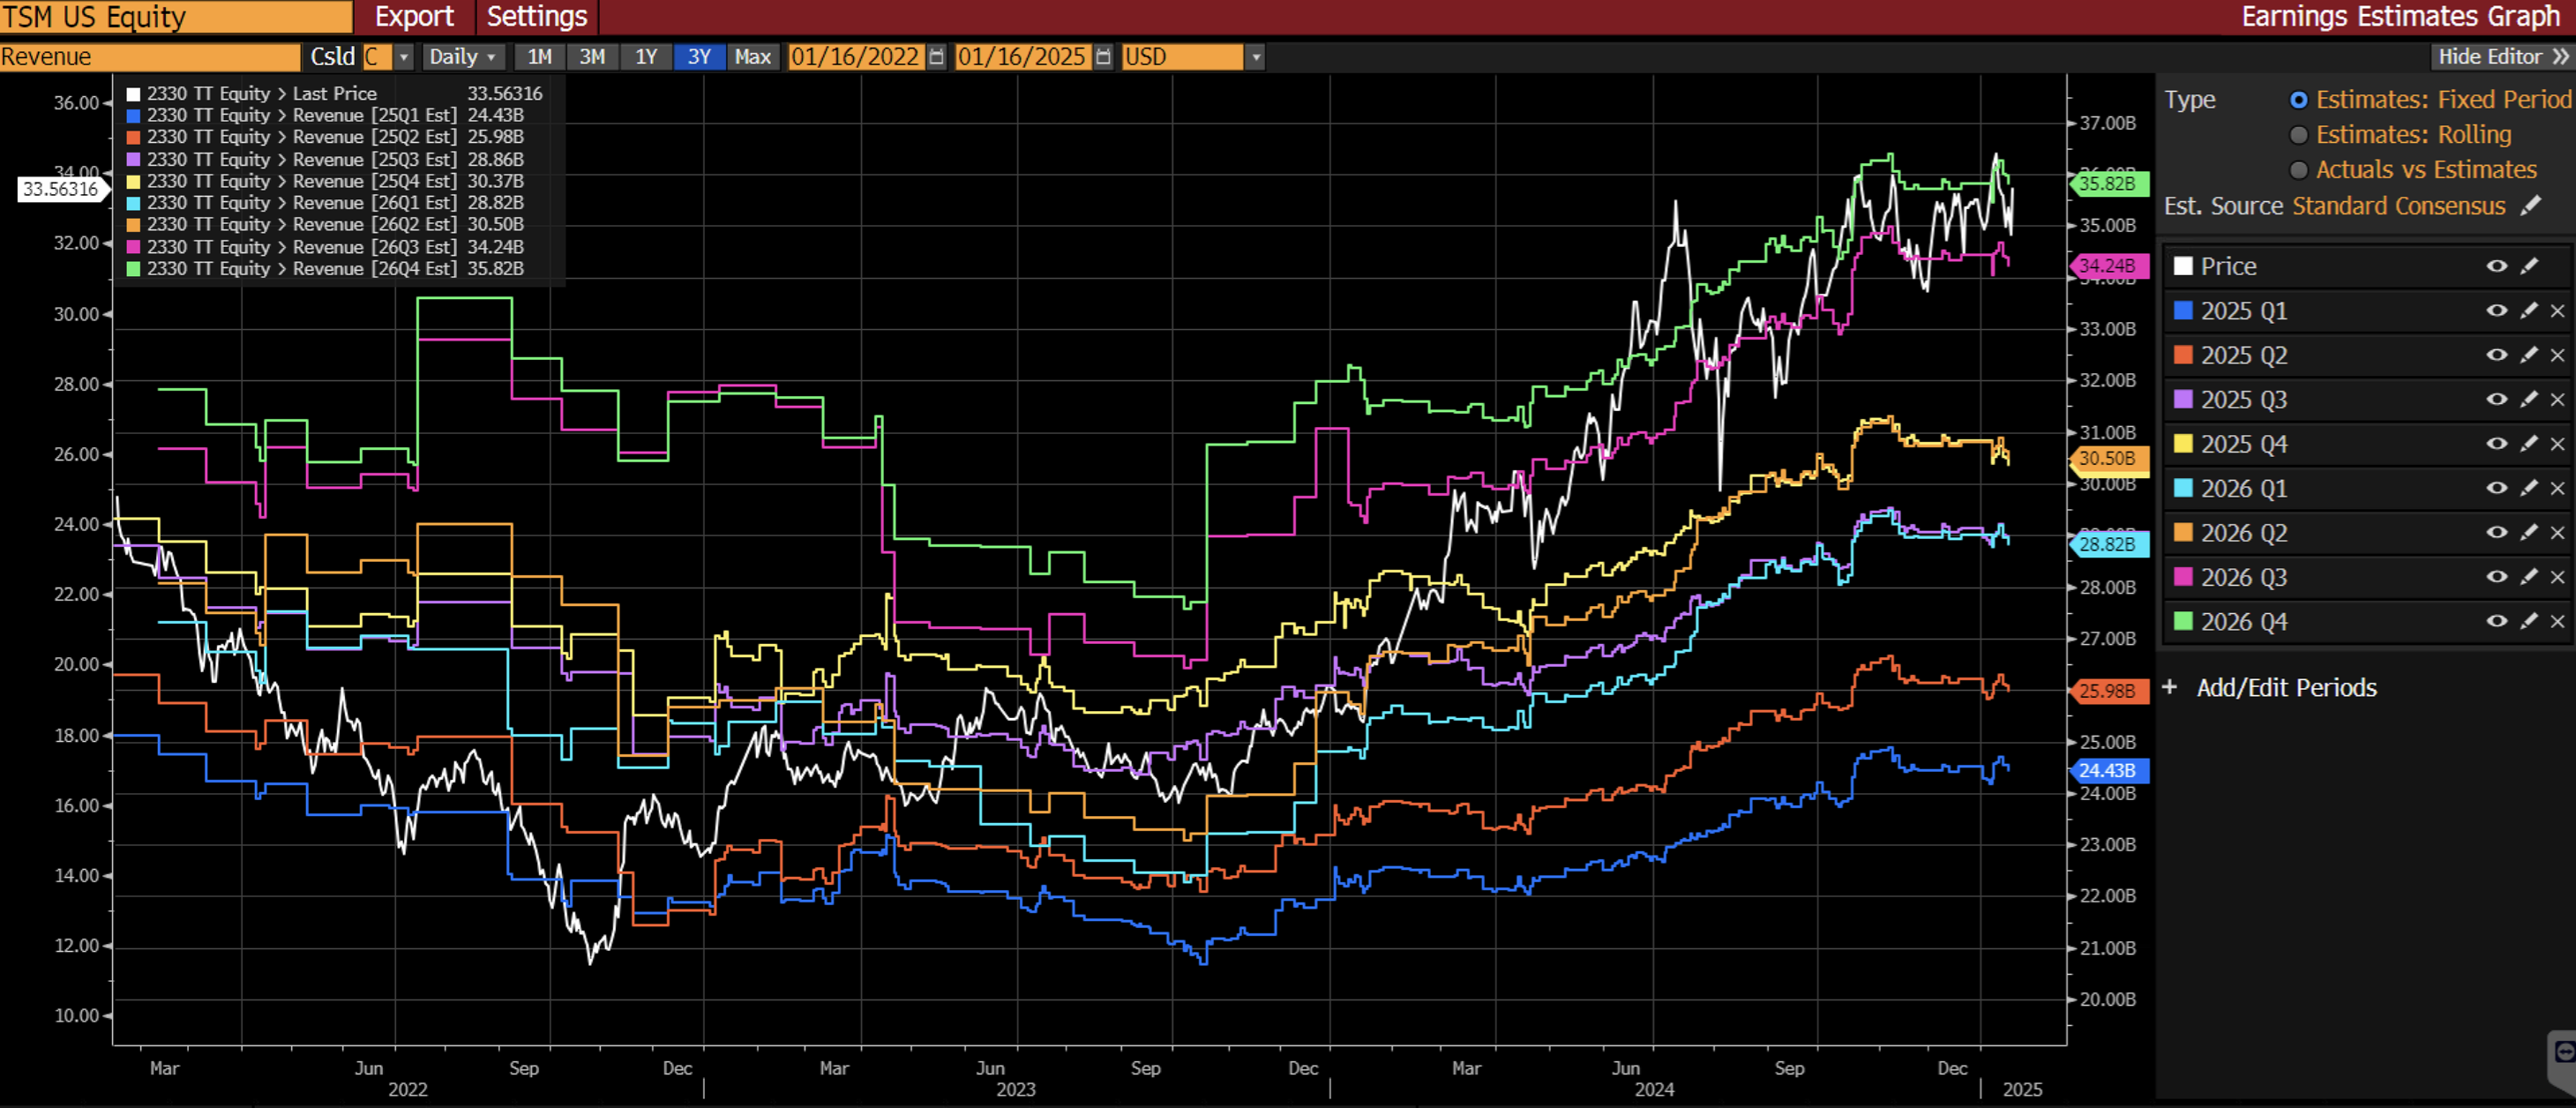 TSM US Equity Export Settings Earnings Estimates Graph
Revenue Csld C Daily 1M 3M 1Y 3Y Max 01/16/2022 01/16/2025 USD Hide Editor »
2330 TT Equity > Last Price 33.56316
2330 TT Equity > Revenue [25Q1 Est] 24.43B
2330 TT Equity > Revenue [25Q2 Est] 25.98B
2330 TT Equity > Revenue [25Q3 Est] 28.86B
2330 TT Equity > Revenue [25Q4 Est] 30.37B
2330 TT Equity > Revenue [26Q1 Est] 28.82B
2330 TT Equity > Revenue [26Q2 Est] 30.50B
2330 TT Equity > Revenue [26Q3 Est] 34.24B
2330 TT Equity > Revenue [26Q4 Est] 35.82B
36.00
34.00
33.56316
32.00
30.00
28.00
26.00
24.00
22.00
20.00
18.00
16.00
14.00
12.00
10.00
37.00B
35.82B
35.00B
34.24B
33.00B
32.00B
31.00B
30.50B
30.00B
28.82B
28.00B
27.00B
25.98B
25.00B
24.43B
24.00B
23.00B
22.00B
21.00B
20.00B
Mar Jun Sep Dec Mar Jun Sep Dec Mar Jun Sep Dec
2022 2023 2024 2025
Type Estimates: Fixed Period
Estimates: Rolling
Actuals vs Estimates
Est. Source Standard Consensus
Price
2025 Q1
2025 Q2
2025 Q3
2025 Q4
2026 Q1
2026 Q2
2026 Q3
2026 Q4
+ Add/Edit Periods